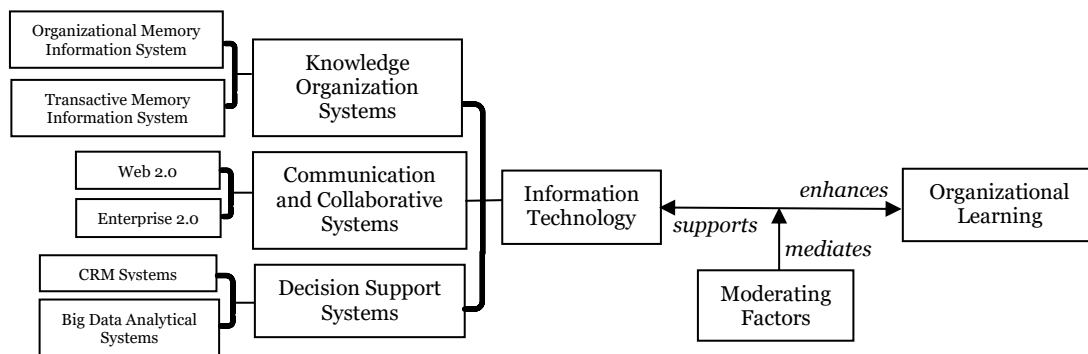 Organizational Memory
Information System
Transactive Memory
Information System
Knowledge
Organization
Systems
Web 2.0
Enterprise 2.0
Communication
and Collaborative
Systems
CRM Systems
Big Data Analytical
Systems
Decision Support
Systems
Information
Technology
supports
enhances
mediates
Moderating
Factors
Organizational
Learning